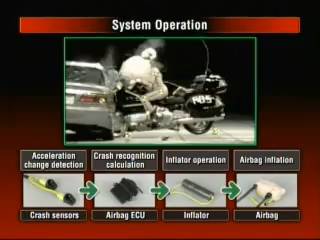 System Operation
Acceleration
change detection
Crash recognition
calculation
Inflator operation
Airbag inflation
Crash sensors
Airbag ECU
Inflator
Airbag